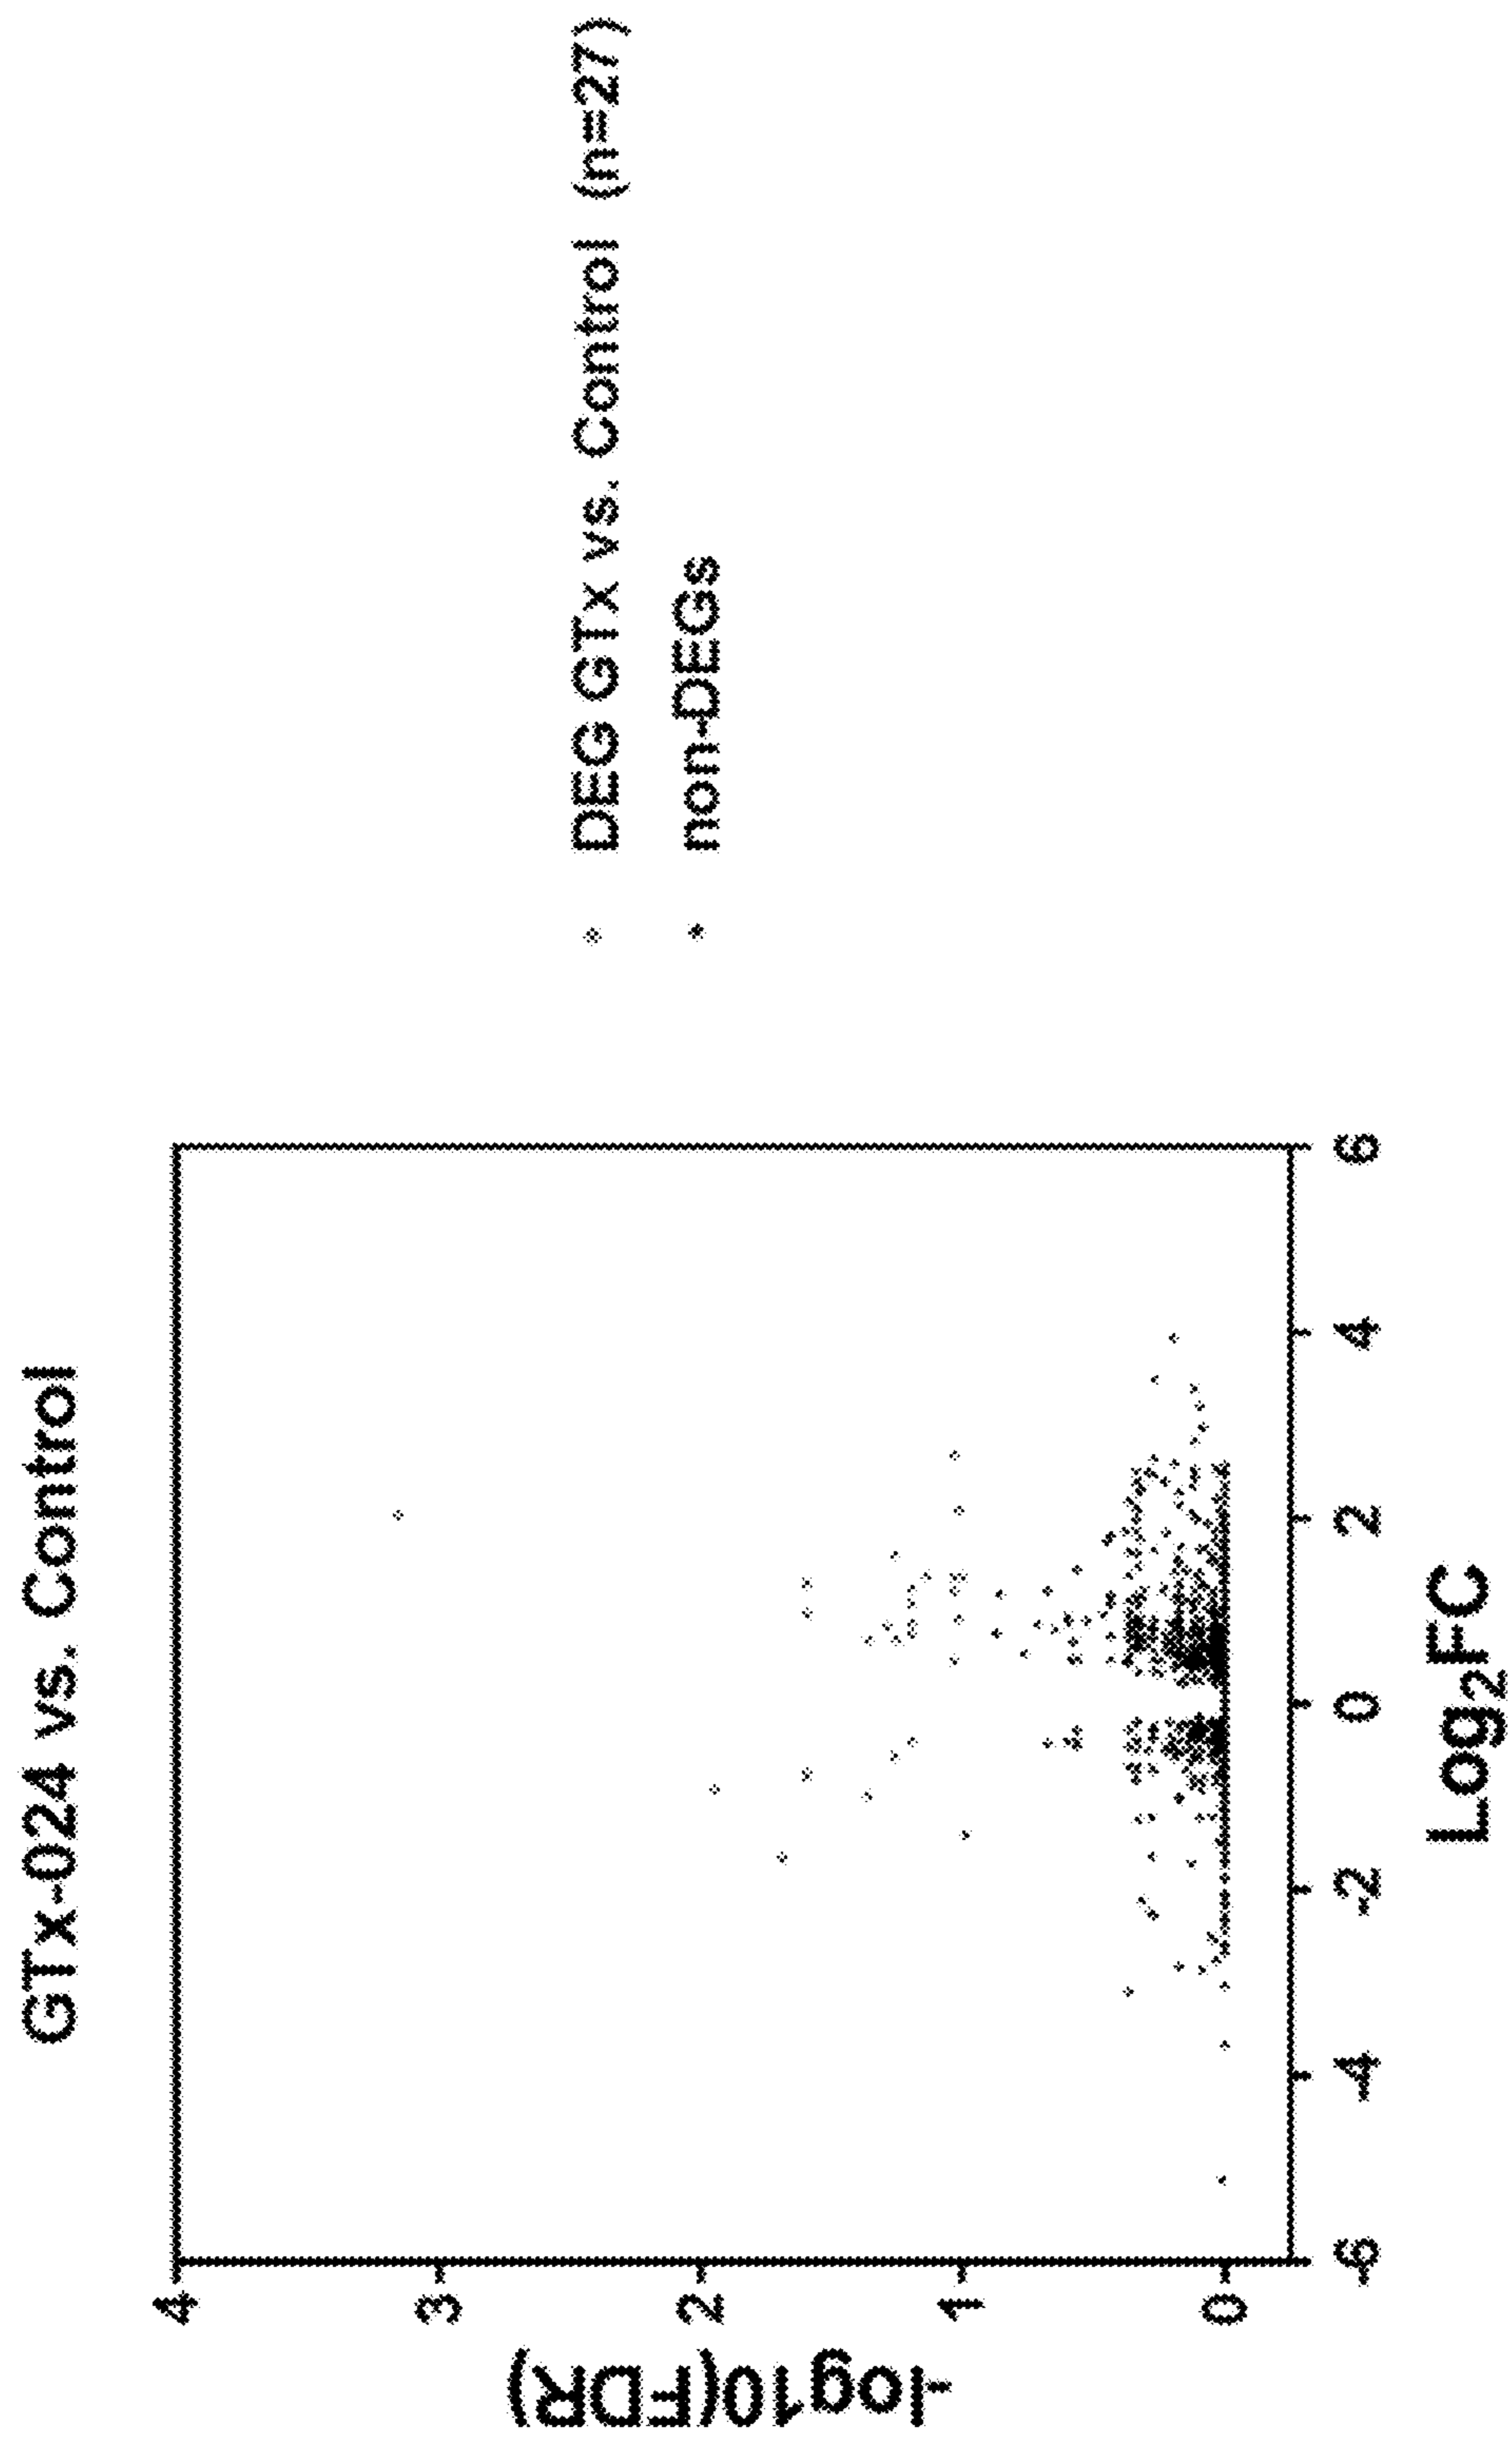 GTx-024 vs. Control
4
3
2
1
0
-log10(FDR)
-6
-4
-2
0
2
4
6
Log2FC
DEG GTx vs. Control (n=27)
non-DEGs